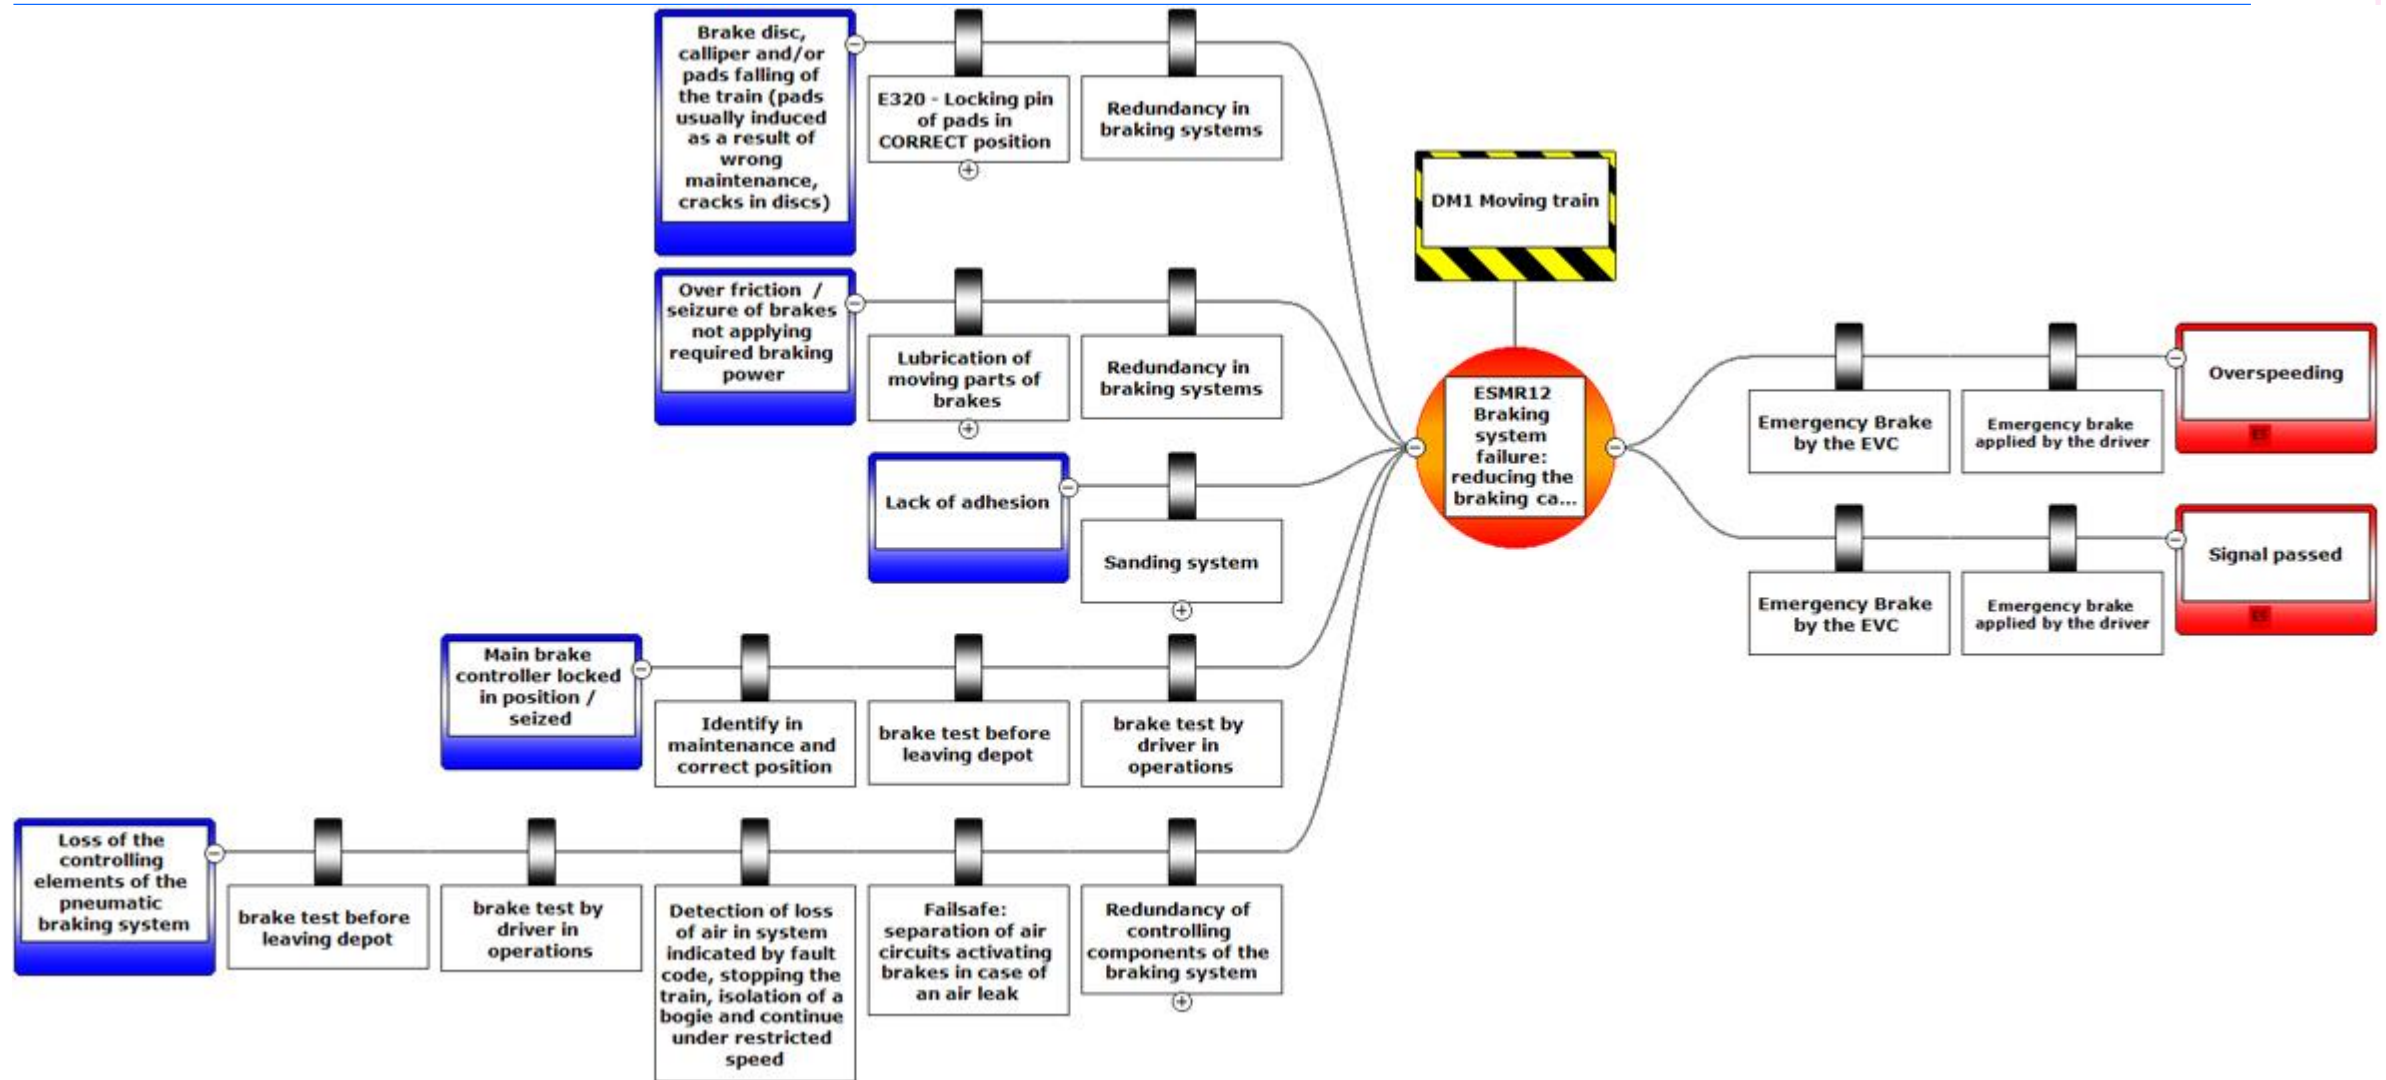 Brake disc,
calliper and/or
pads falling of
the train (pads
usually induced
as a result of
wrong
maintenance,
cracks in discs)
E320 - Locking pin
of pads in
CORRECT position
Redundancy in
braking systems
DM1 Moving train
Over friction /
seizure of brakes
not applying
required braking
power
Lubrication of
moving parts of
brakes
Redundancy in
braking systems
Lack of adhesion
Sanding system
Main brake
controller locked
in position /
seized
Identify in
maintenance and
correct position
brake test before
leaving depot
brake test by
driver in
operations
Loss of the
controlling
elements of the
pneumatic
braking system
brake test before
leaving depot
brake test by
driver in
operations
Detection of loss
of air in system
indicated by fault
code, stopping the
train, isolation of a
bogie and continue
under restricted
speed
Failsafe:
separation of air
circuits activating
brakes in case of
an air leak
Redundancy of
controlling
components of the
braking system
ESMR12
Braking
system
failure:
reducing the
braking ca...
Emergency Brake
by the EVC
Emergency brake
applied by the driver
Overspeeding
Emergency Brake
by the EVC
Emergency brake
applied by the driver
Signal passed